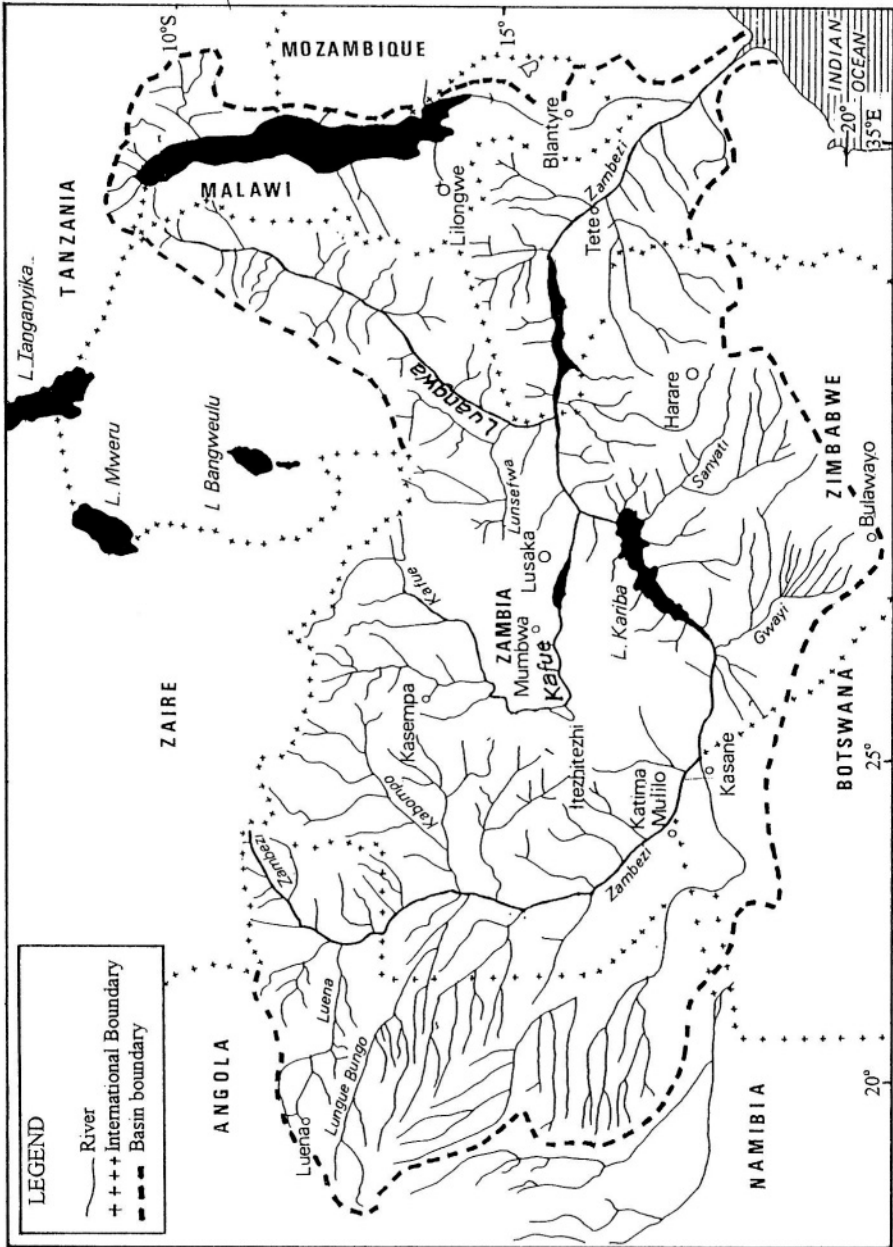 LEGEND
River
International Boundary
Basin boundary
TANZANIA
L. Tanganyika
L. Mweru
L Bangweulu
ZAIRE
ANGOLA
MALAWI
MOZAMBIQUE
10°S
15°
20°
35°E
INDIAN
OCEAN
Luangwa
Lunsefwa
Lilongwe
Blantyre
Zambezi
Tete
Harare
Sanyati
ZIMBABWE
Bulawayo
Gwayi
L. Kariba
Lusaka
ZAMBIA
Mumbwa
Kafue
Kafue
Kasempa
Kabompo
Itezhitezhi
Katima
Mulilo
Kasane
Zambezi
Zambezi
Luena
Luena
Lungue Bungo
BOTSWANA
NAMIBIA
25°
20°